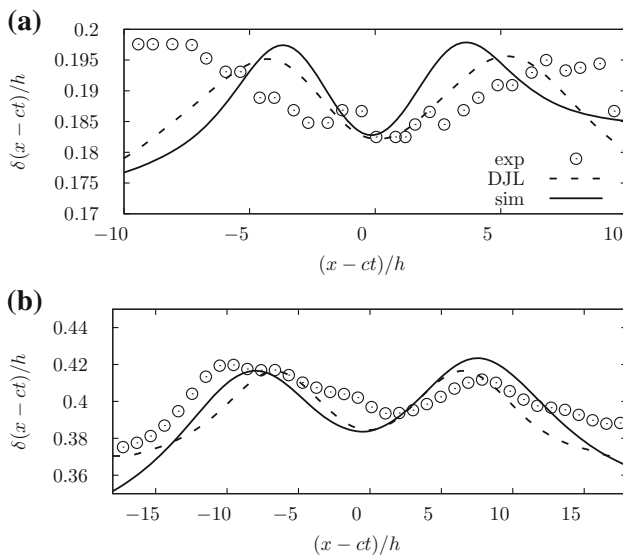 (a)
0.2
0.195
0.19
0.185
0.18
0.175
0.17
δ(x − ct)/h
exp
DJL
sim
−10
−5
0
5
10
(x − ct)/h
(b)
0.44
0.42
0.4
0.38
0.36
δ(x − ct)/h
−15
−10
−5
0
5
10
15
(x − ct)/h